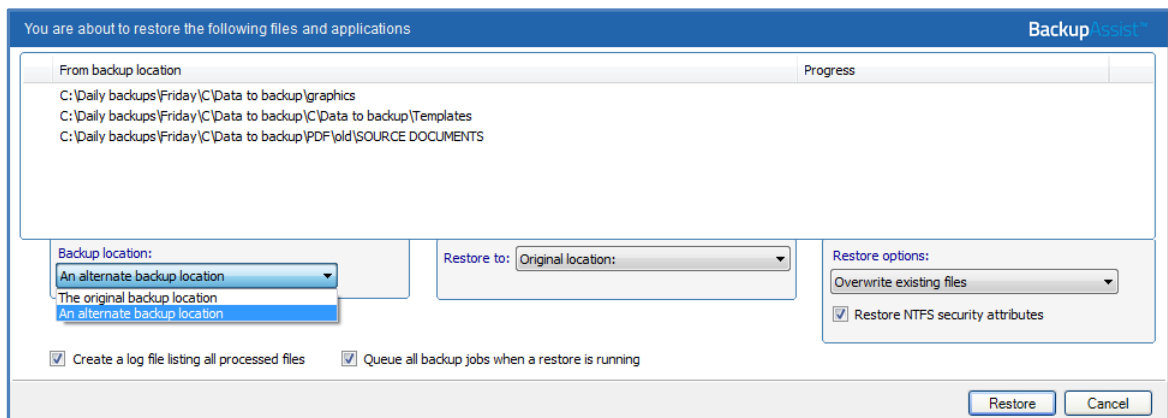 You are about to restore the following files and applications
BackupAssist™
From backup location
Progress
C:\Daily backups\Friday\C\Data to backup\graphics
C:\Daily backups\Friday\C\Data to backup\C\Data to backup\Templates
C:\Daily backups\Friday\C\Data to backup\PDF\old\SOURCE DOCUMENTS
Backup location:
An alternate backup location
The original backup location
An alternate backup location
Restore to: Original location:
Restore options:
Overwrite existing files
Restore NTFS security attributes
Create a log file listing all processed files
Queue all backup jobs when a restore is running
Restore
Cancel